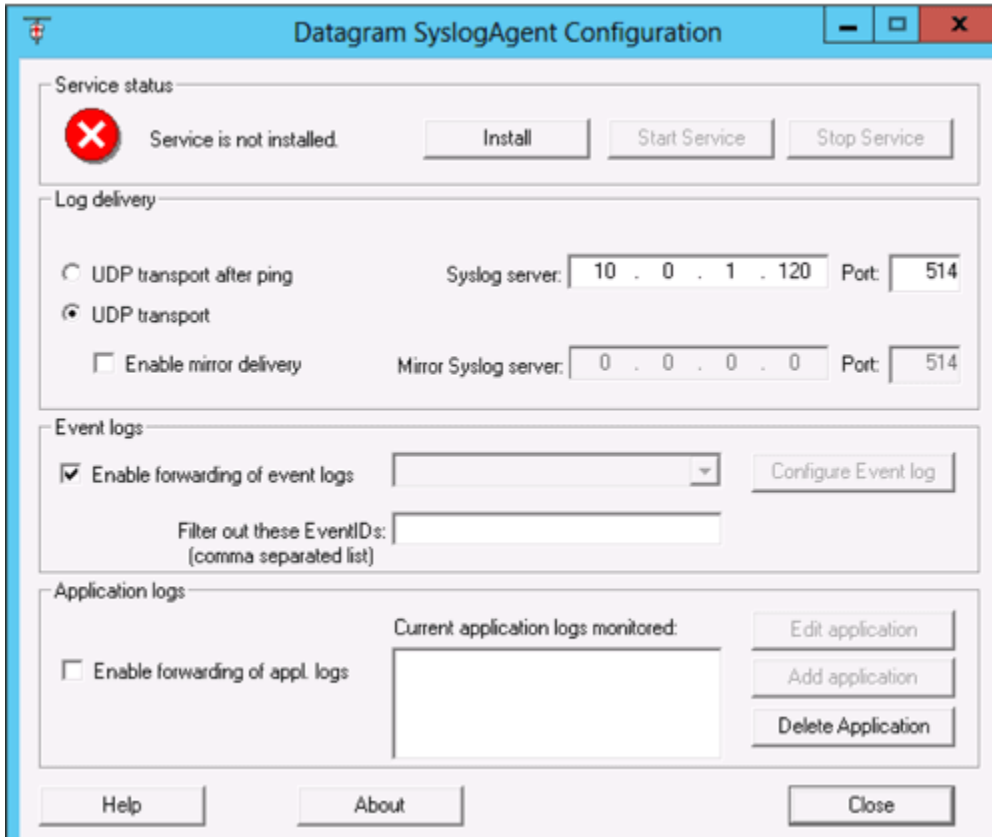 Datagram SyslogAgent Configuration
Service status
Service is not installed.
Install
Start Service
Stop Service
Log delivery
UDP transport after ping
Syslog server: 10 . 0 . 1 . 120 Port: 514
UDP transport
Enable mirror delivery
Mirror Syslog server: 0 . 0 . 0 . 0 Port: 514
Event logs
Enable forwarding of event logs
Configure Event log
Filter out these EventIDs:
(comma separated list)
Application logs
Current application logs monitored:
Edit application
Enable forwarding of appl. logs
Add application
Delete Application
Help
About
Close